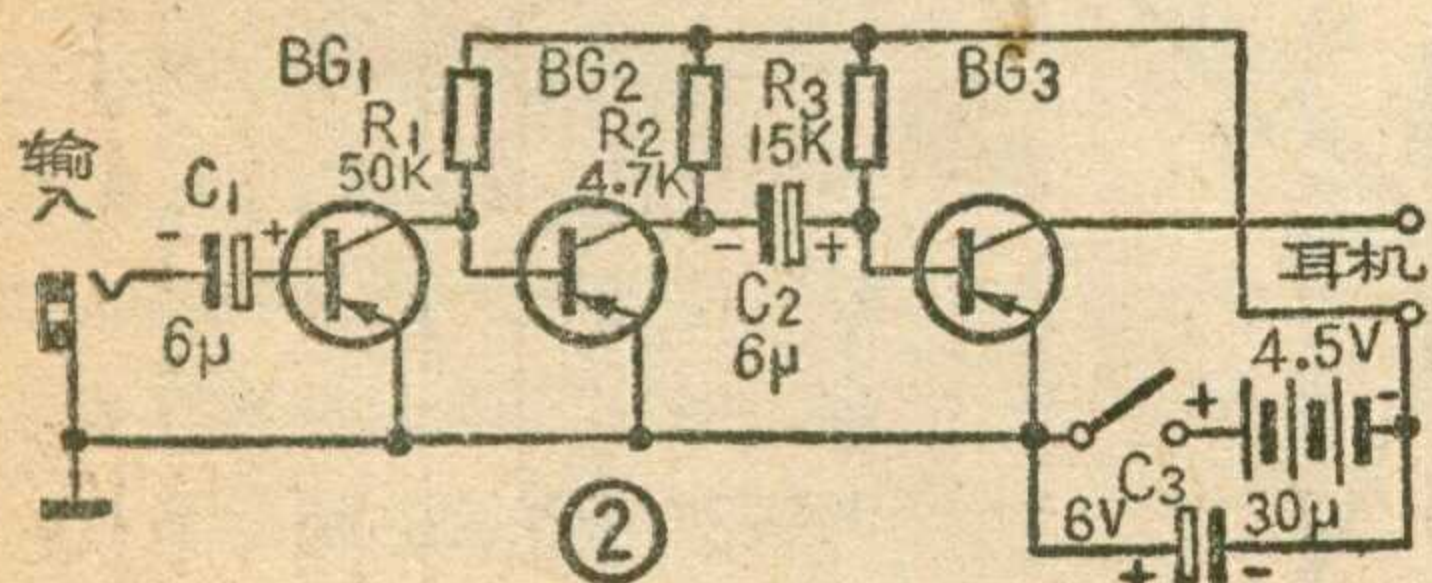 BG1
BG2
BG3
输入
C1
6μ
R1
50K
R2
4.7K
R3
15K
C2
6μ
耳机
4.5V
C3
6V
30μ
②
- +
- +
+ -
+ -